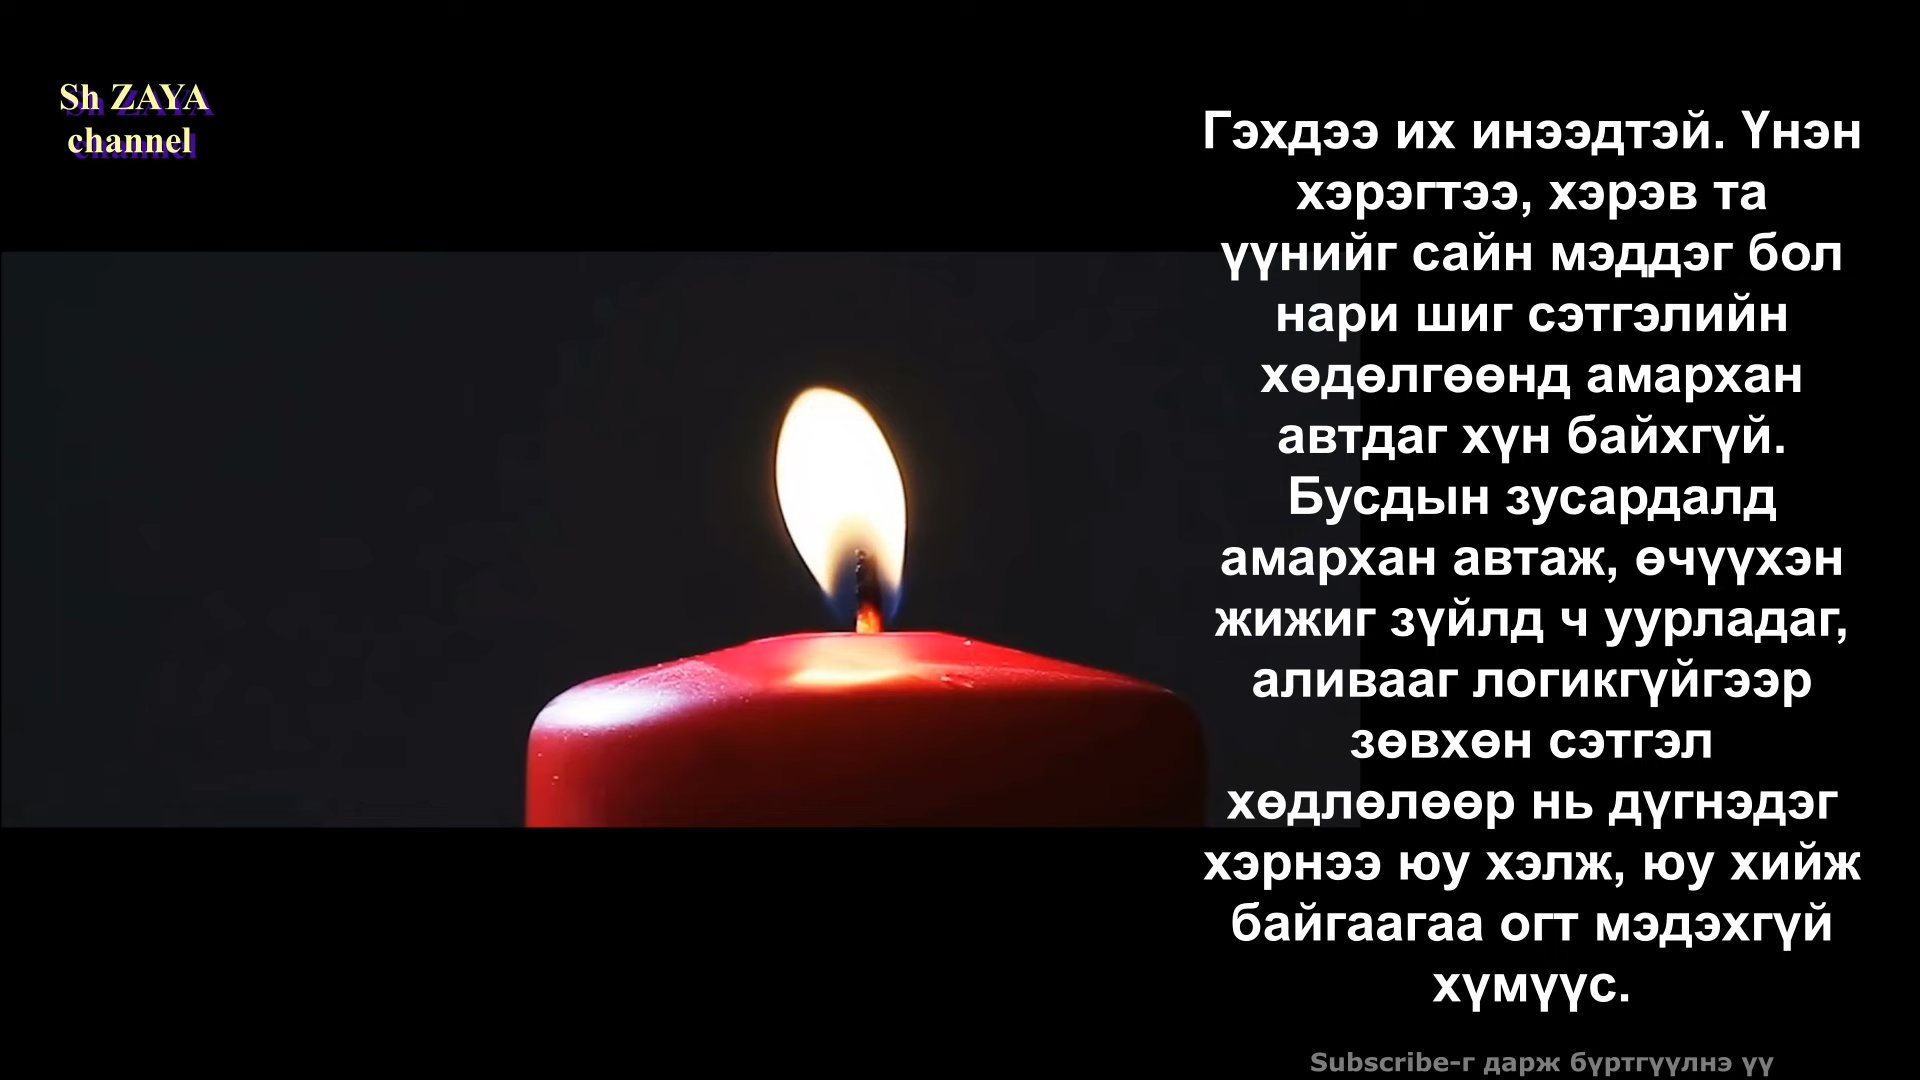 Sh ZAYA
channel
Гэхдээ их инээдтэй. Үнэн
хэрэгтээ, хэрэв та
үүнийг сайн мэддэг бол
нари шиг сэтгэлийн
хөдөлгөөнд амархан
автдаг хүн байхгүй.
Бусдын зусардалд
амархан автаж, өчүүхэн
жижиг зүйлд ч уурладаг,
аливааг логикгүйгээр
зөвхөн сэтгэл
хөдлөлөөр нь дүгнэдэг
хэрнээ юу хэлж, юу хийж
байгаагаа огт мэдэхгүй
хүмүүс.
Subscribe-г дарж бүртгүүлнэ үү